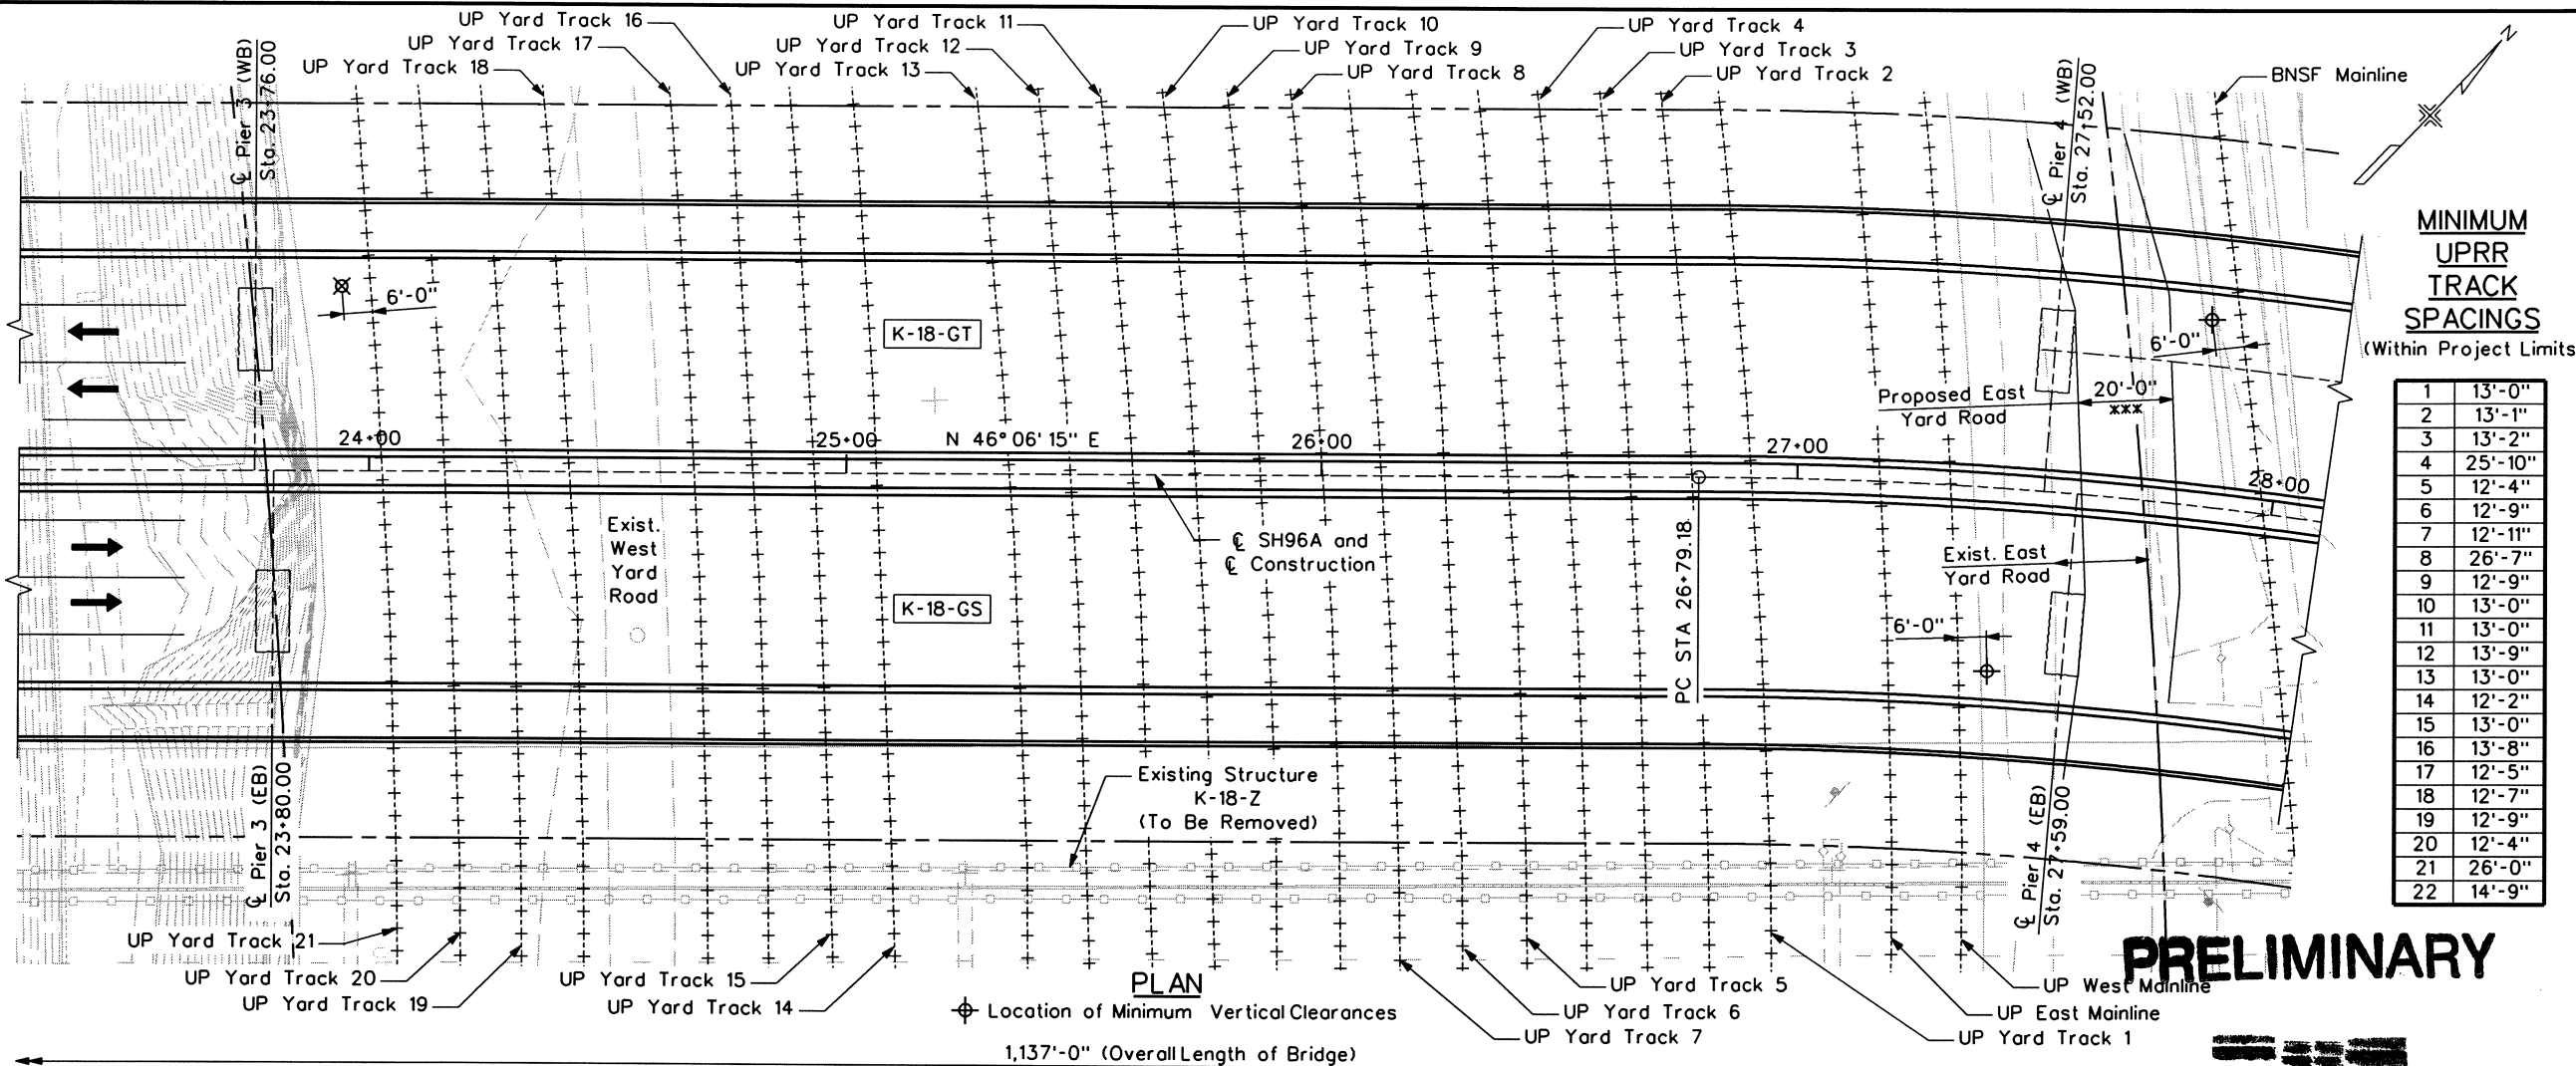 UP Yard Track 16
UP Yard Track 17
UP Yard Track 18
UP Yard Track 11
UP Yard Track 12
UP Yard Track 13
UP Yard Track 10
UP Yard Track 9
UP Yard Track 8
UP Yard Track 4
UP Yard Track 3
UP Yard Track 2
BNSF Mainline
N
℄ Pier 3 (WB)
Sta. 23+76.00
℄ Pier 4 (WB)
Sta. 27+52.00
MINIMUM
UPRR
TRACK
SPACINGS
(Within Project Limits
1 13'-0"
2 13'-1"
3 13'-2"
4 25'-10"
5 12'-4"
6 12'-9"
7 12'-11"
8 26'-7"
9 12'-9"
10 13'-0"
11 13'-0"
12 13'-9"
13 13'-0"
14 12'-2"
15 13'-0"
16 13'-8"
17 12'-5"
18 12'-7"
19 12'-9"
20 12'-4"
21 26'-0"
22 14'-9"
6'-0"
K-18-GT
6'-0"
Proposed East
Yard Road
20'-0"
***
24+00
25+00
N 46° 06' 15" E
26+00
27+00
28+00
Exist.
West
Yard
Road
℄ SH96A and
℄ Construction
PC STA 26+79.18
Exist. East
Yard Road
K-18-GS
6'-0"
℄ Pier 3 (EB)
Sta. 23+80.00
Existing Structure
K-18-Z
(To Be Removed)
℄ Pier 4 (EB)
Sta. 27+59.00
UP Yard Track 21
UP Yard Track 20
UP Yard Track 19
UP Yard Track 15
UP Yard Track 14
PLAN
Location of Minimum Vertical Clearances
UP Yard Track 5
UP Yard Track 6
UP Yard Track 7
UP West Mainline
UP East Mainline
UP Yard Track 1
PRELIMINARY
1,137'-0" (Overall Length of Bridge)